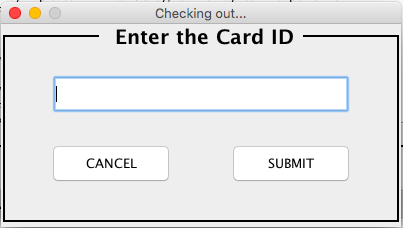 Checking out...
Enter the Card ID
CANCEL
SUBMIT